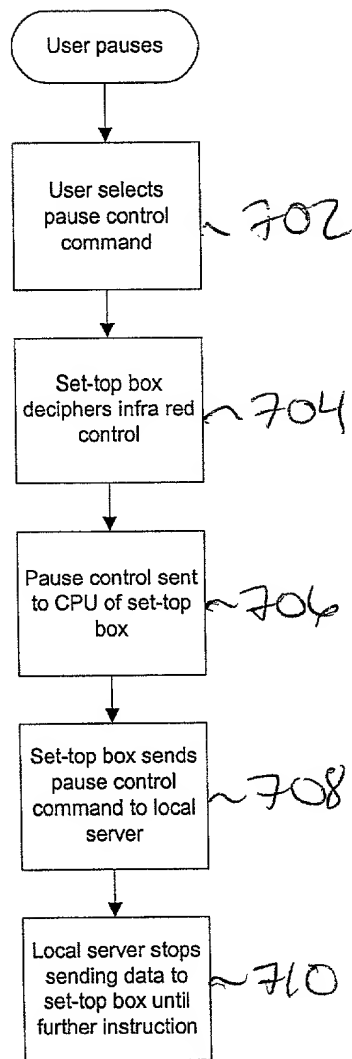 User pauses
User selects
pause control
command
~702
Set-top box
deciphers infra red
control
~704
Pause control sent
to CPU of set-top
box
~706
Set-top box sends
pause control
command to local
server
~708
Local server stops
sending data to
set-top box until
further instruction
~710